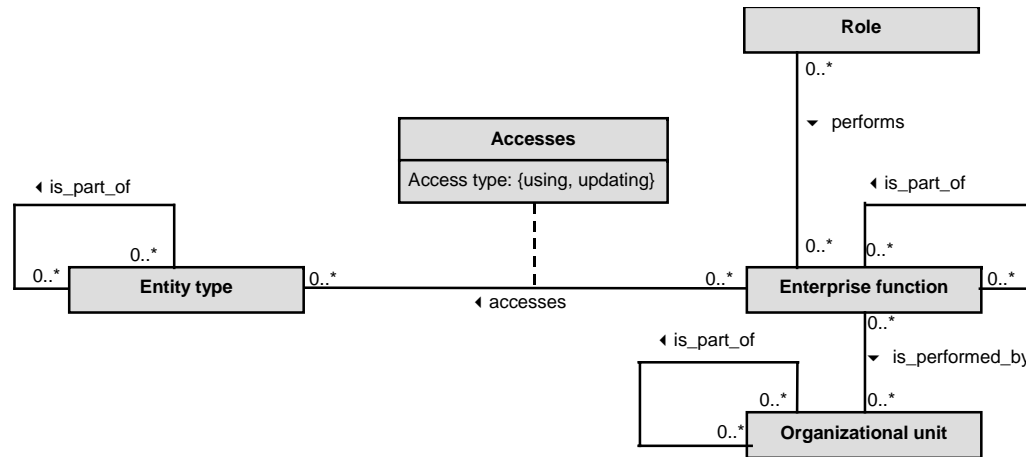 Role
0..*
performs
Accesses
Access type: {using, updating}
is_part_of
is_part_of
0..*
0..*
0..*
0..*
Entity type
0..*
accesses
0..*
Enterprise function
0..*
0..*
is_part_of
is_performed_by
0..*
0..*
0..*
Organizational unit